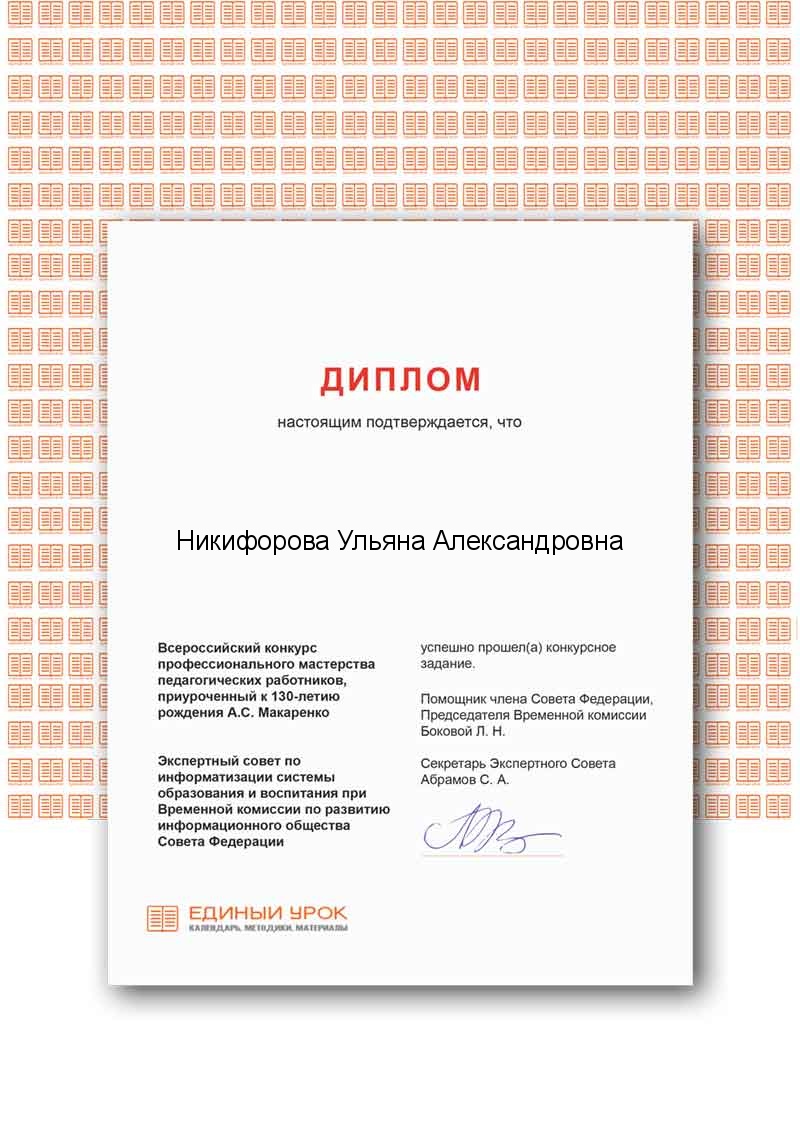 ДИПЛОМ
настоящим подтверждается, что
Никифорова Ульяна Александровна
Всероссийский конкурс
профессионального мастерства
педагогических работников,
приуроченный к 130-летию
рождения А.С. Макаренко
Экспертный совет по
информатизации системы
образования и воспитания при
Временной комиссии по развитию
информационного общества
Совета Федерации
успешно прошел(а) конкурсное
задание.
Помощник члена Совета Федерации,
Председателя Временной комиссии
Боковой Л. Н.
Секретарь Экспертного Совета
Абрамов С. А.
ЕДИНЫЙ УРОК
КАЛЕНДАРЬ, МЕТОДИКИ, МАТЕРИАЛЫ